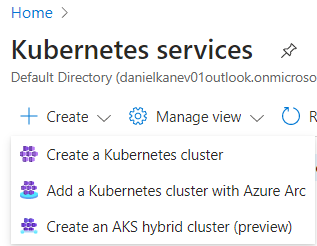 Home
Kubernetes services
Default Directory (danielkanev01outlook.onmicroso
Create
Manage view
R
Create a Kubernetes cluster
Add a Kubernetes cluster with Azure Arc
Create an AKS hybrid cluster (preview)